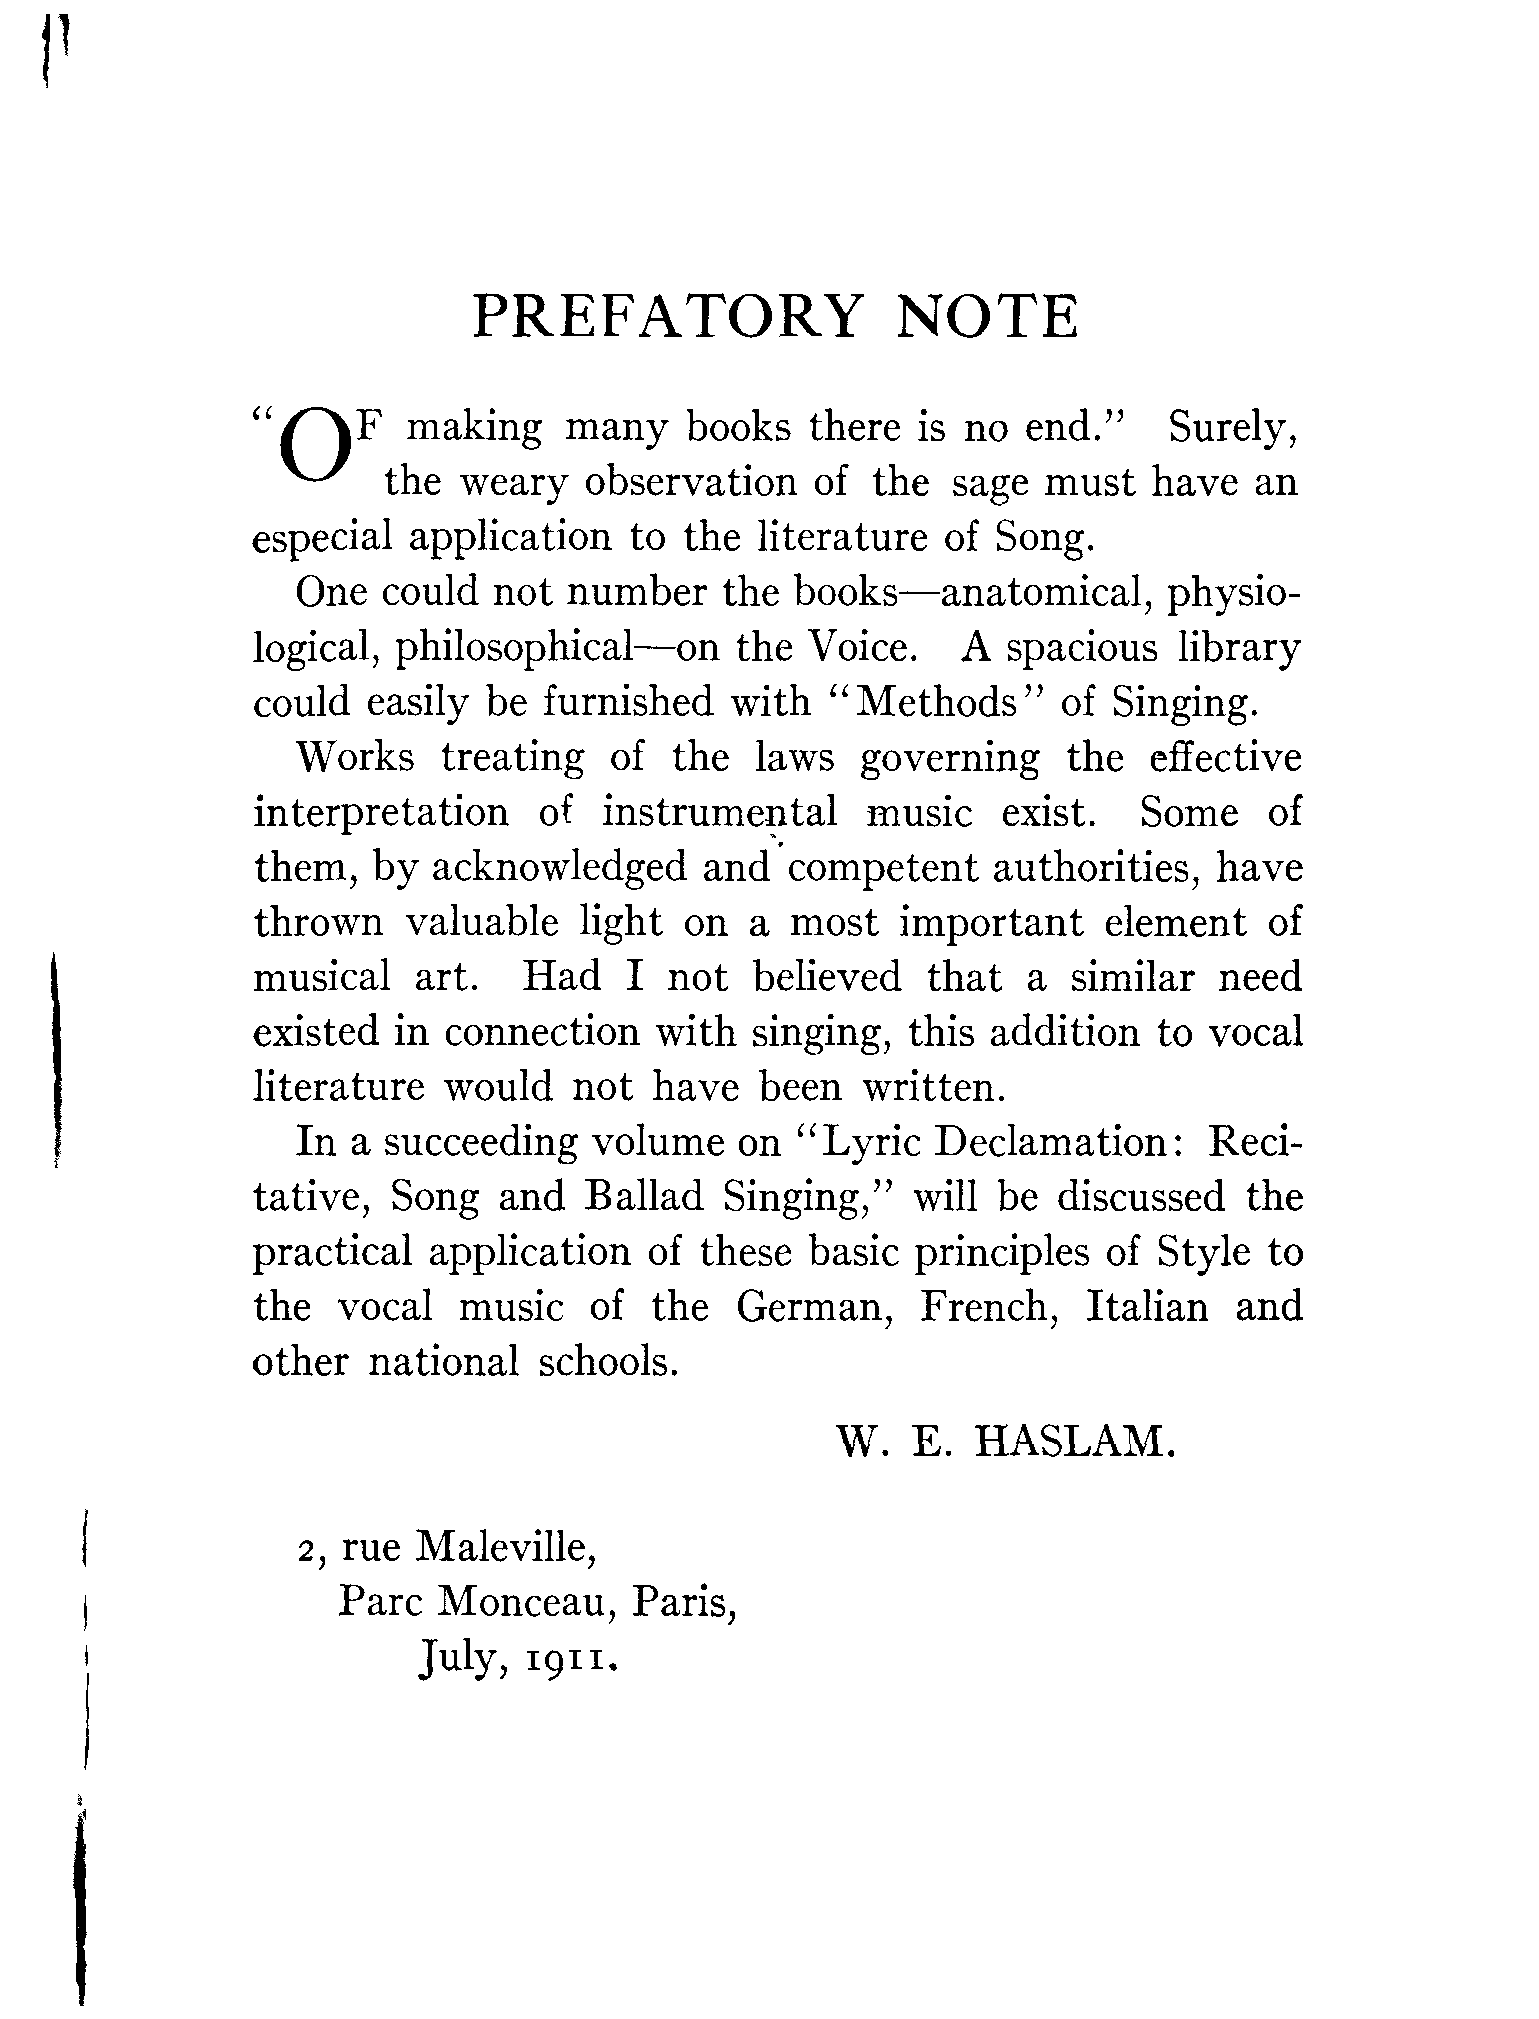 PREFATORY NOTE
“OF making many books there is no end.” Surely,
the weary observation of the sage must have an
especial application to the literature of Song.
One could not number the books—anatomical, physio-
logical, philosophical—on the Voice. A spacious library
could easily be furnished with “Methods” of Singing.
Works treating of the laws governing the effective
interpretation of instrumental music exist. Some of
them, by acknowledged and competent authorities, have
thrown valuable light on a most important element of
musical art. Had I not believed that a similar need
existed in connection with singing, this addition to vocal
literature would not have been written.
In a succeeding volume on “Lyric Declamation: Reci-
tative, Song and Ballad Singing,” will be discussed the
practical application of these basic principles of Style to
the vocal music of the German, French, Italian and
other national schools.
W. E. HASLAM.
2, rue Maleville,
Parc Monceau, Paris,
July, 1911.